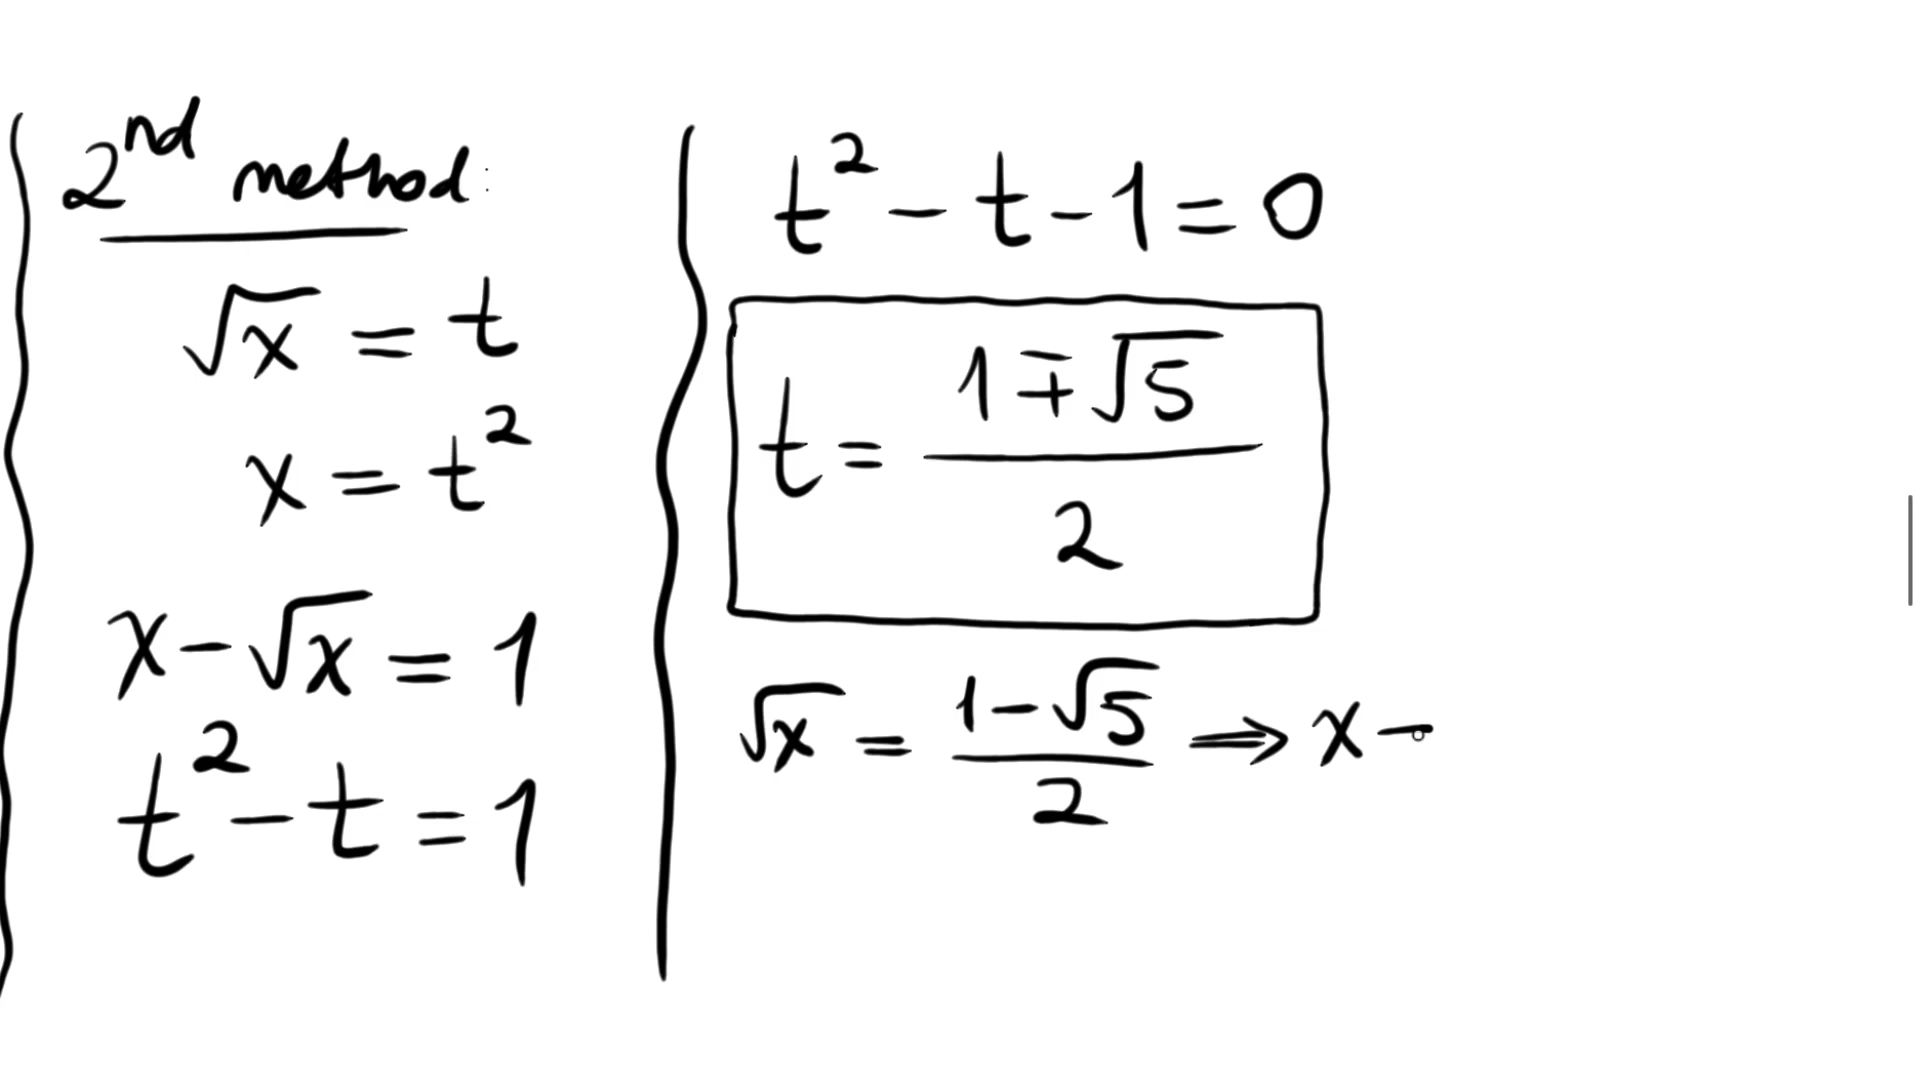 2nd method:
√x = t
x = t²
x - √x = 1
t² - t = 1
t² - t - 1 = 0
t = (1 ∓ √5) / 2
√x = (1 - √5) / 2 ⇒ x -